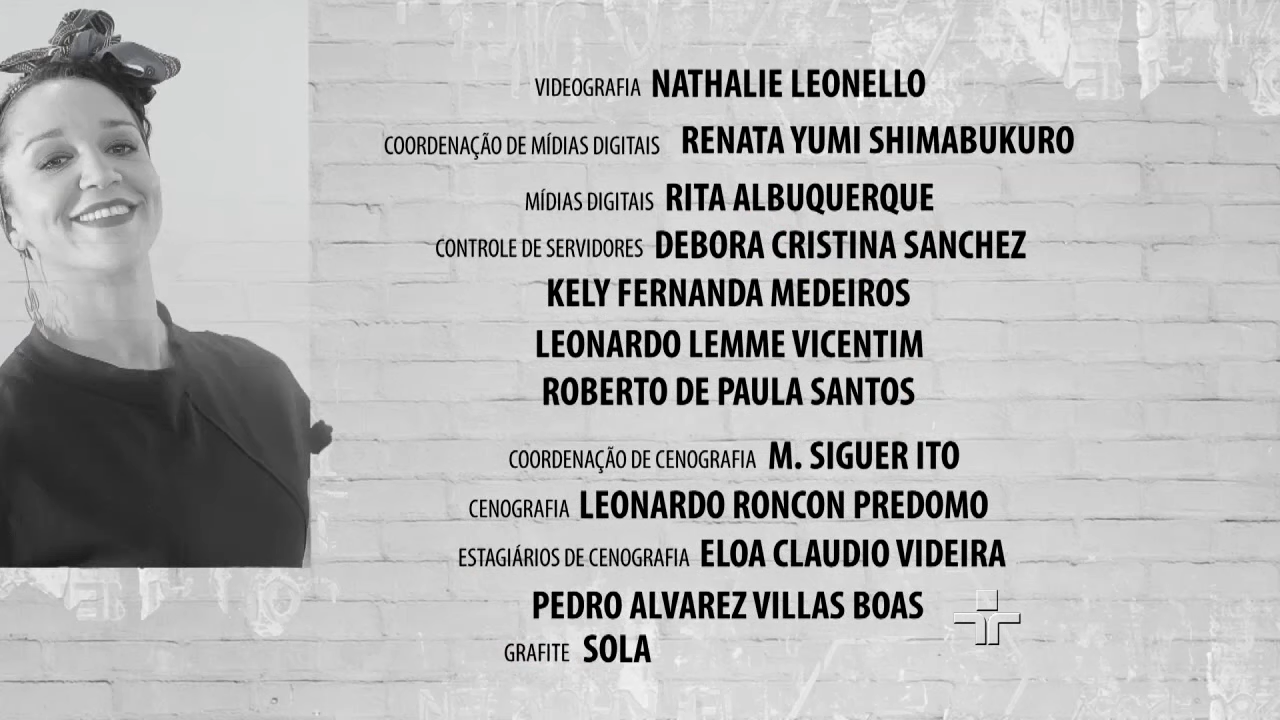 VIDEOGRAFIA NATHALIE LEONELLO
COORDENAÇÃO DE MÍDIAS DIGITAIS RENATA YUMI SHIMABUKURO
MÍDIAS DIGITAIS RITA ALBUQUERQUE
CONTROLE DE SERVIDORES DEBORA CRISTINA SANCHEZ
KELY FERNANDA MEDEIROS
LEONARDO LEMME VICENTIM
ROBERTO DE PAULA SANTOS
COORDENAÇÃO DE CENOGRAFIA M. SIGUER ITO
CENOGRAFIA LEONARDO RONCON PREDOMO
ESTAGIÁRIOS DE CENOGRAFIA ELOA CLAUDIO VIDEIRA
PEDRO ALVAREZ VILLAS BOAS
GRAFITE SOLA